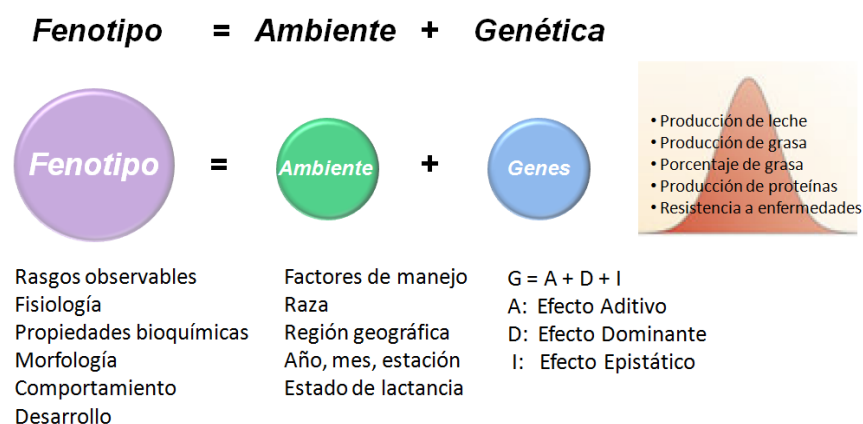 Fenotipo = Ambiente + Genética
Fenotipo = Ambiente + Genes
• Producción de leche
• Producción de grasa
• Porcentaje de grasa
• Producción de proteínas
• Resistencia a enfermedades
Rasgos observables
Fisiología
Propiedades bioquímicas
Morfología
Comportamiento
Desarrollo
Factores de manejo
Raza
Región geográfica
Año, mes, estación
Estado de lactancia
G = A + D + I
A: Efecto Aditivo
D: Efecto Dominante
I: Efecto Epistático